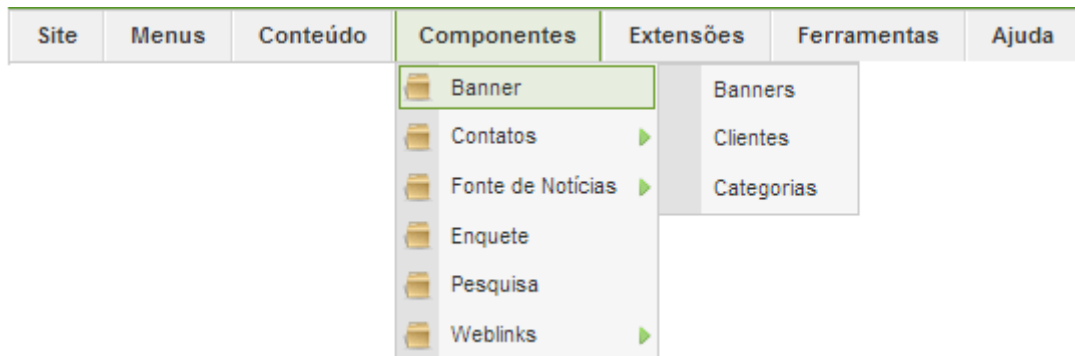 Site Menus Conteúdo Componentes Extensões Ferramentas Ajuda
Banner Banners
Contatos Clientes
Fonte de Notícias Categorias
Enquete
Pesquisa
Weblinks